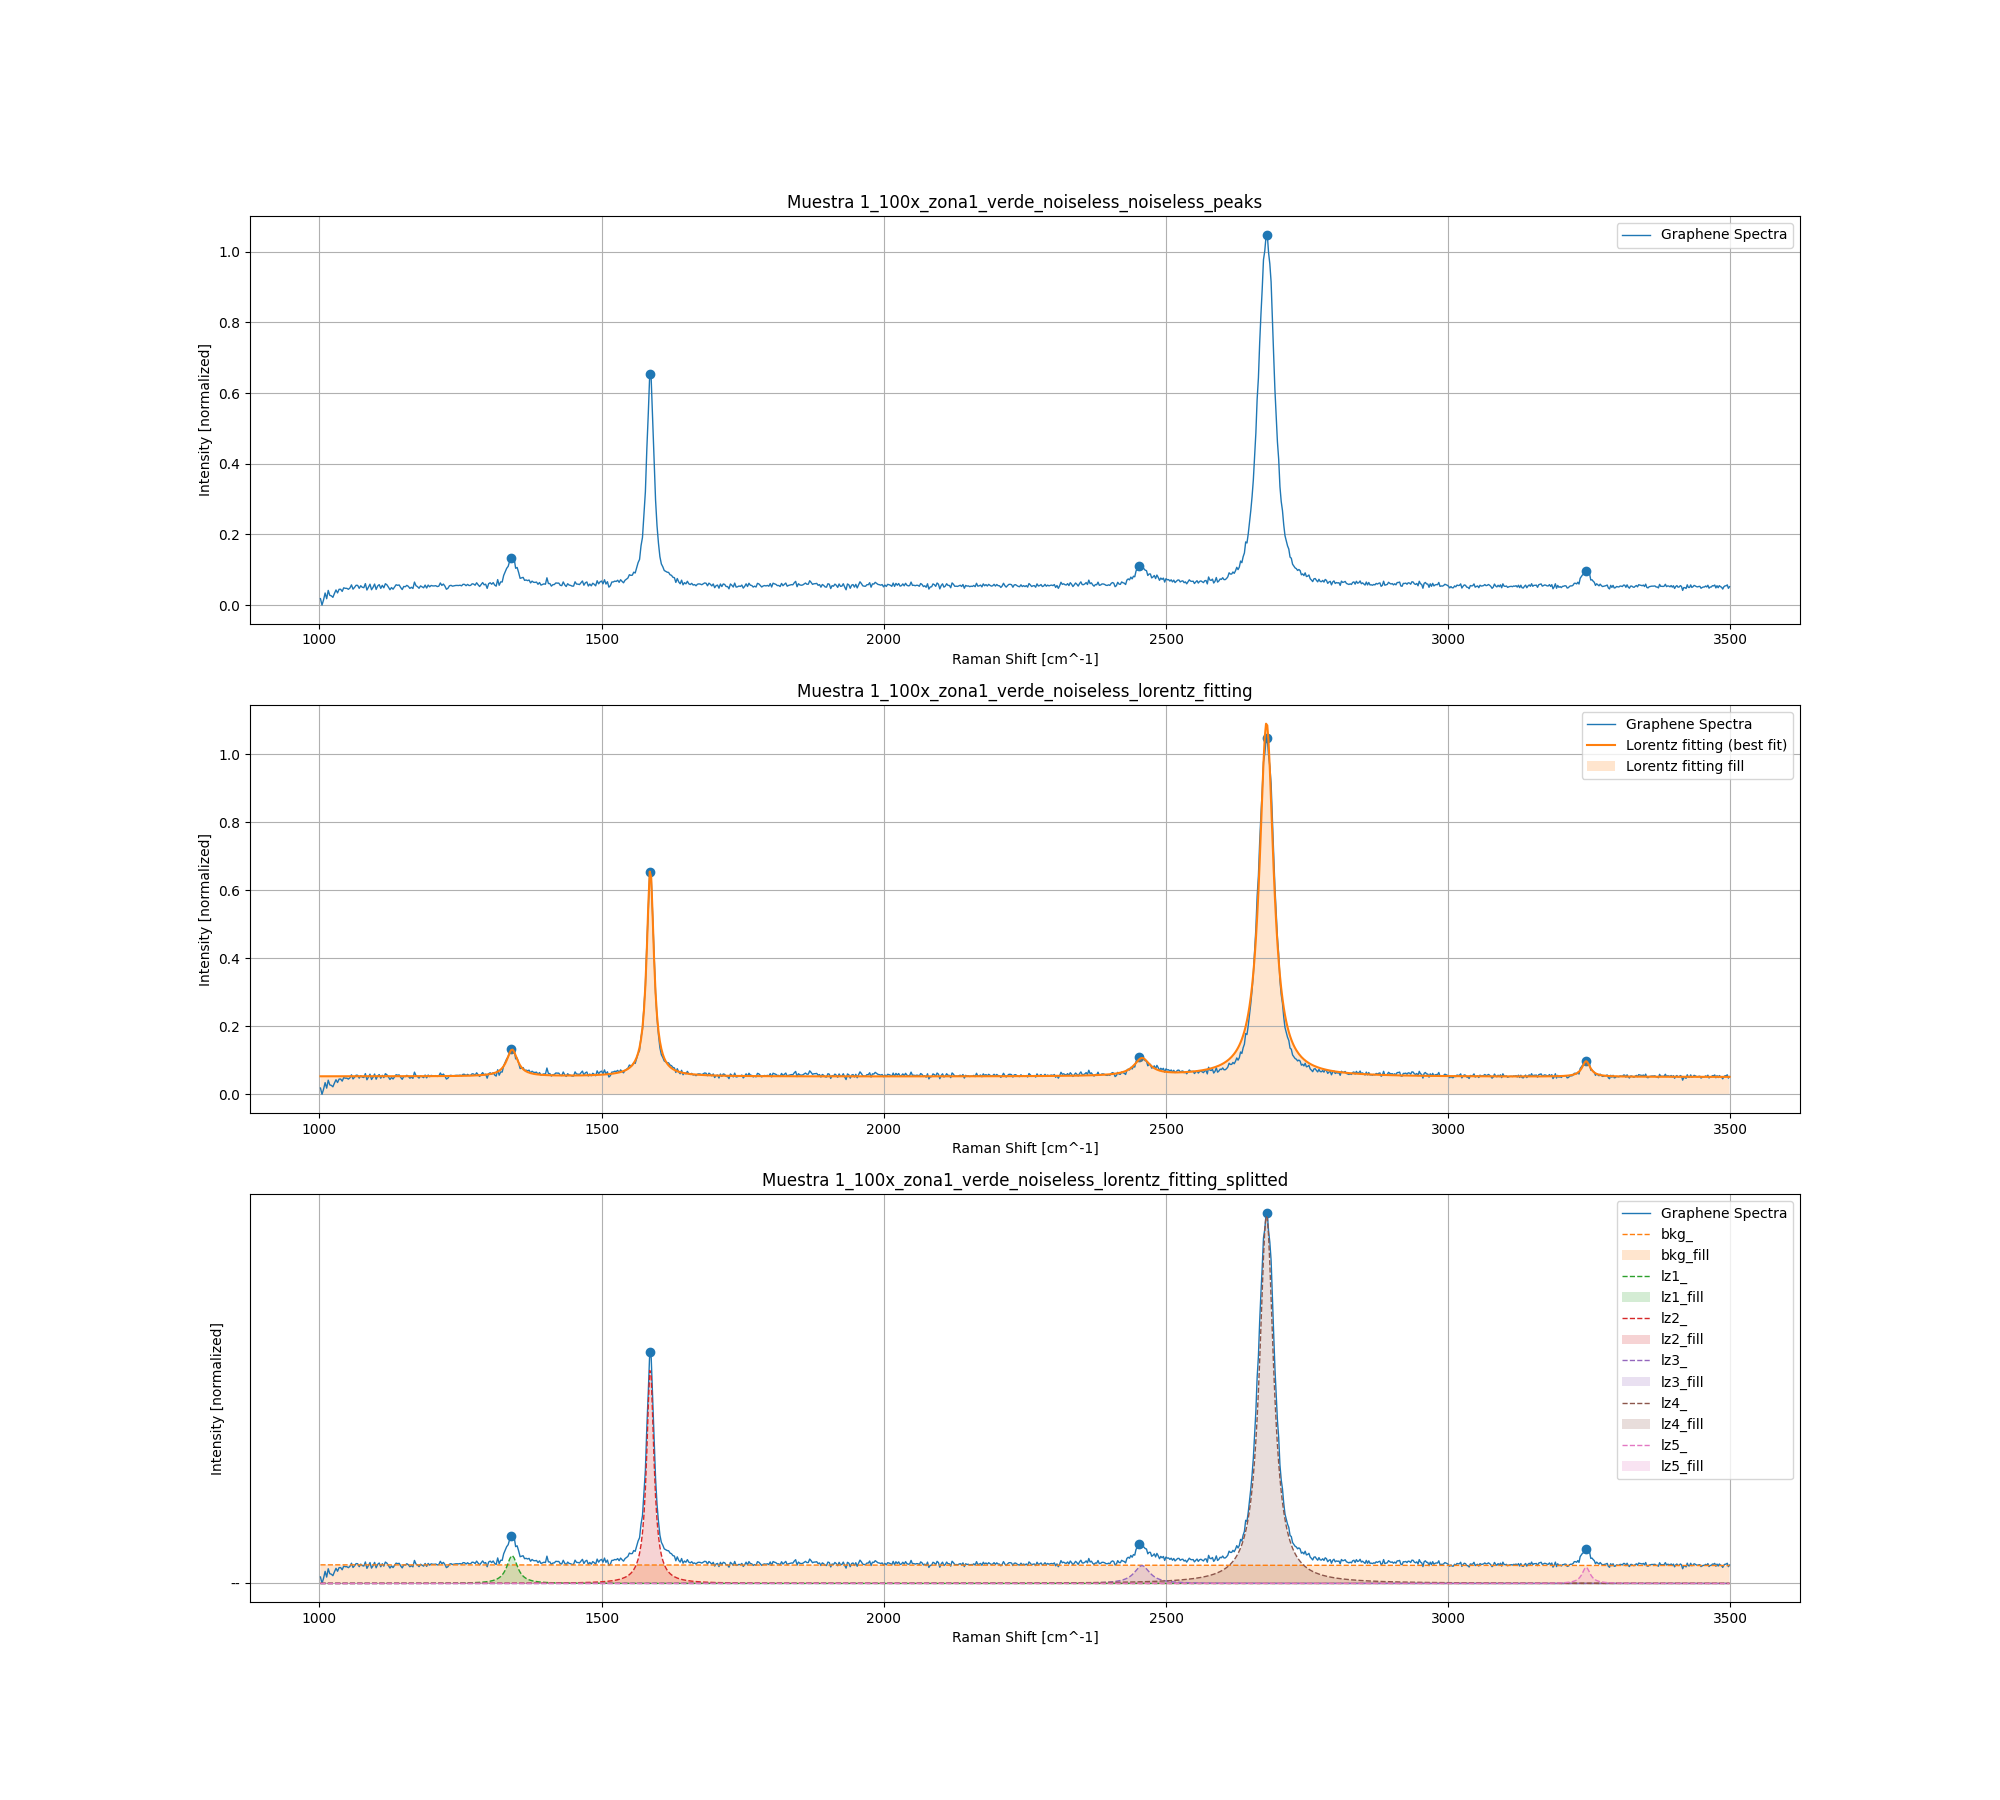 Muestra 1_100x_zona1_verde_noiseless_noiseless_peaks
Graphene Spectra
Intensity [normalized]
1.0
0.8
0.6
0.4
0.2
0.0
1000 1500 2000 2500 3000 3500
Raman Shift [cm^-1]
Muestra 1_100x_zona1_verde_noiseless_lorentz_fitting
Graphene Spectra
Lorentz fitting (best fit)
Lorentz fitting fill
Intensity [normalized]
1.0
0.8
0.6
0.4
0.2
0.0
1000 1500 2000 2500 3000 3500
Raman Shift [cm^-1]
Muestra 1_100x_zona1_verde_noiseless_lorentz_fitting_splitted
Graphene Spectra
bkg_
bkg_fill
lz1_
lz1_fill
lz2_
lz2_fill
lz3_
lz3_fill
lz4_
lz4_fill
lz5_
lz5_fill
Intensity [normalized]
--
1000 1500 2000 2500 3000 3500
Raman Shift [cm^-1]